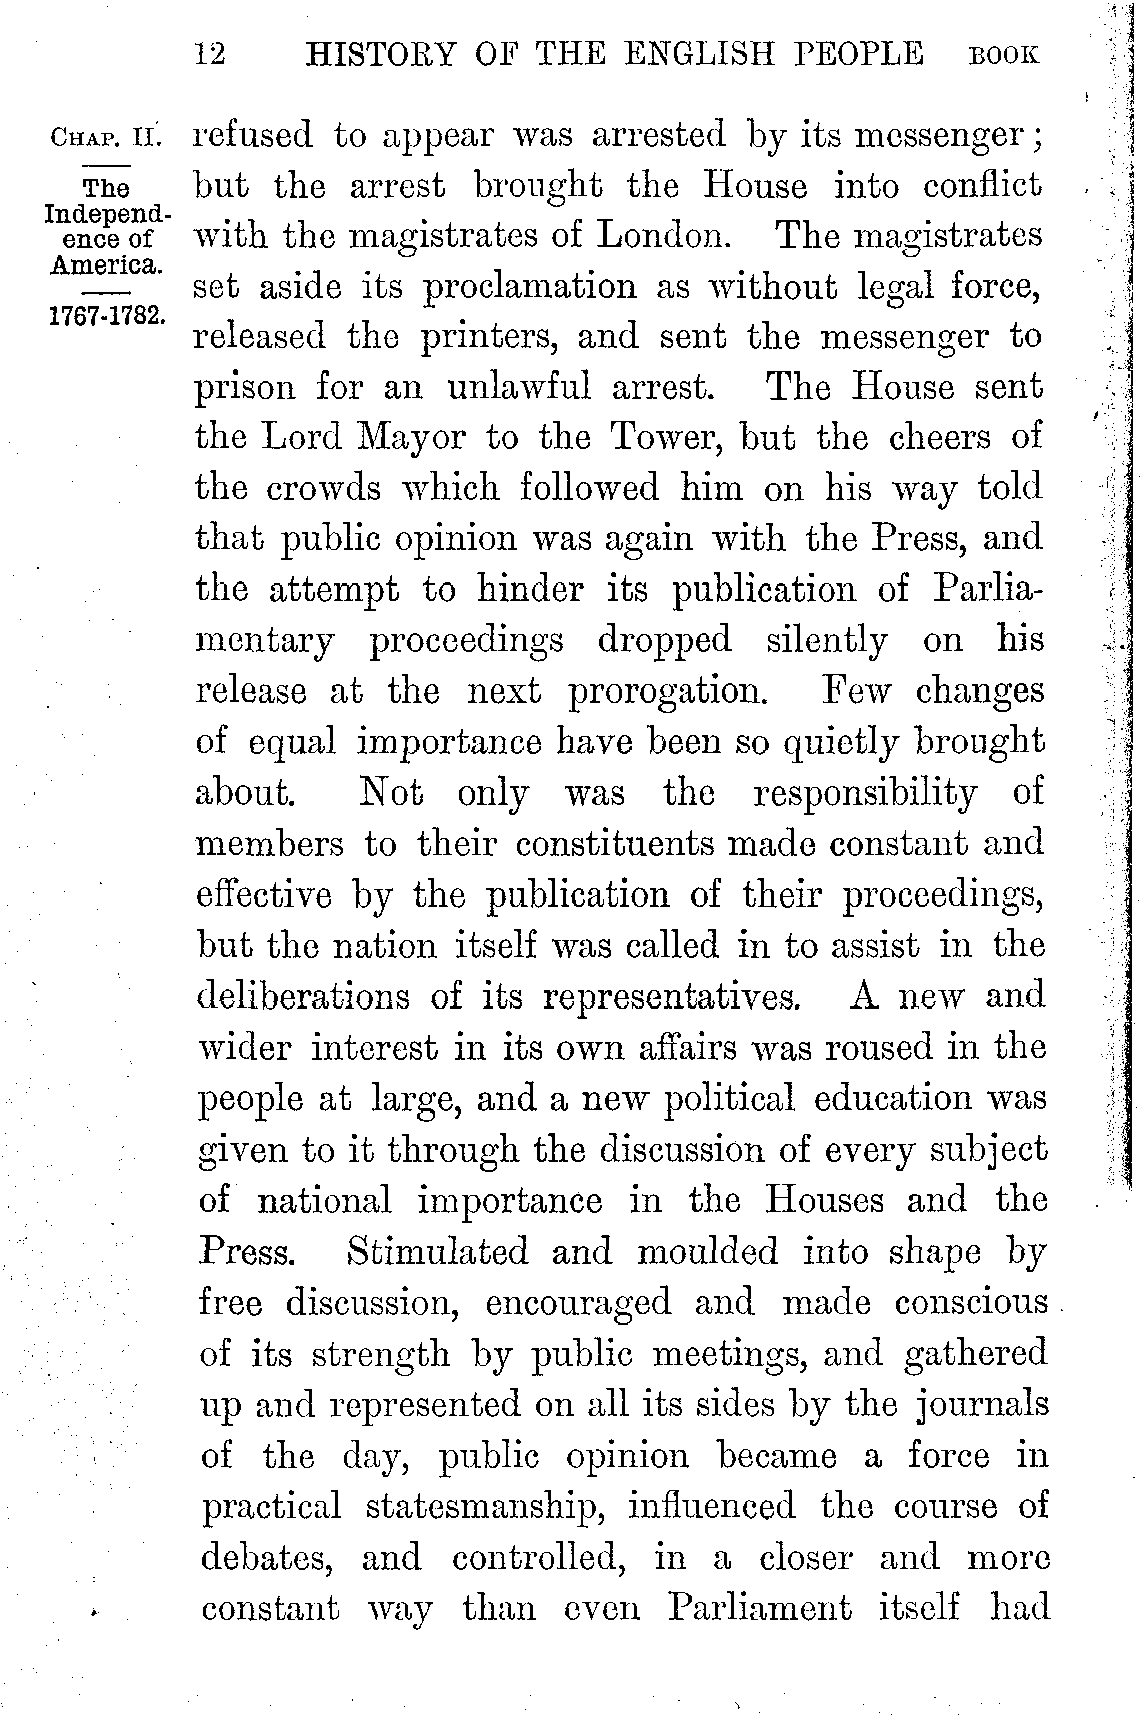 12 HISTORY OF THE ENGLISH PEOPLE BOOK
CHAP. II.
The
Independ-
ence of
America.
1767-1782.
refused to appear was arrested by its messenger;
but the arrest brought the House into conflict
with the magistrates of London. The magistrates
set aside its proclamation as without legal force,
released the printers, and sent the messenger to
prison for an unlawful arrest. The House sent
the Lord Mayor to the Tower, but the cheers of
the crowds which followed him on his way told
that public opinion was again with the Press, and
the attempt to hinder its publication of Parlia-
mentary proceedings dropped silently on his
release at the next prorogation. Few changes
of equal importance have been so quietly brought
about. Not only was the responsibility of
members to their constituents made constant and
effective by the publication of their proceedings,
but the nation itself was called in to assist in the
deliberations of its representatives. A new and
wider interest in its own affairs was roused in the
people at large, and a new political education was
given to it through the discussion of every subject
of national importance in the Houses and the
Press. Stimulated and moulded into shape by
free discussion, encouraged and made conscious
of its strength by public meetings, and gathered
up and represented on all its sides by the journals
of the day, public opinion became a force in
practical statesmanship, influenced the course of
debates, and controlled, in a closer and more
constant way than even Parliament itself had